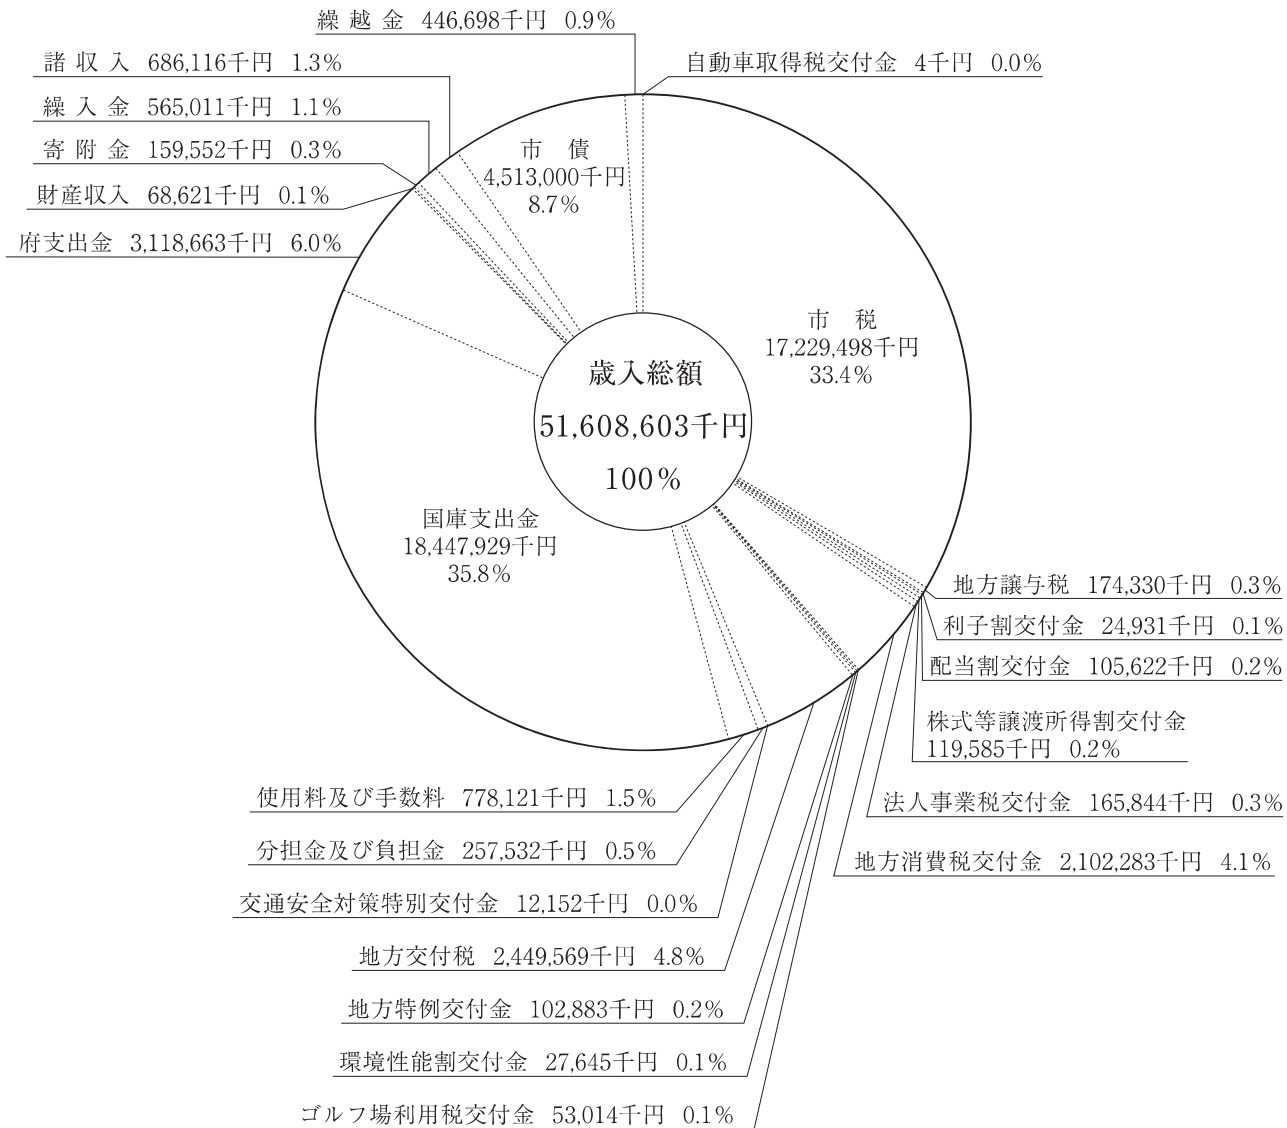 繰越金 446,698千円 0.9%
自動車取得税交付金 4千円 0.0%
諸収入 686,116千円 1.3%
繰入金 565,011千円 1.1%
寄附金 159,552千円 0.3%
財産収入 68,621千円 0.1%
府支出金 3,118,663千円 6.0%
市債
4,513,000千円
8.7%
市税
17,229,498千円
33.4%
歳入総額
51,608,603千円
100%
国庫支出金
18,447,929千円
35.8%
地方譲与税 174,330千円 0.3%
利子割交付金 24,931千円 0.1%
配当割交付金 105,622千円 0.2%
株式等譲渡所得割交付金
119,585千円 0.2%
法人事業税交付金 165,844千円 0.3%
地方消費税交付金 2,102,283千円 4.1%
使用料及び手数料 778,121千円 1.5%
分担金及び負担金 257,532千円 0.5%
交通安全対策特別交付金 12,152千円 0.0%
地方交付税 2,449,569千円 4.8%
地方特例交付金 102,883千円 0.2%
環境性能割交付金 27,645千円 0.1%
ゴルフ場利用税交付金 53,014千円 0.1%